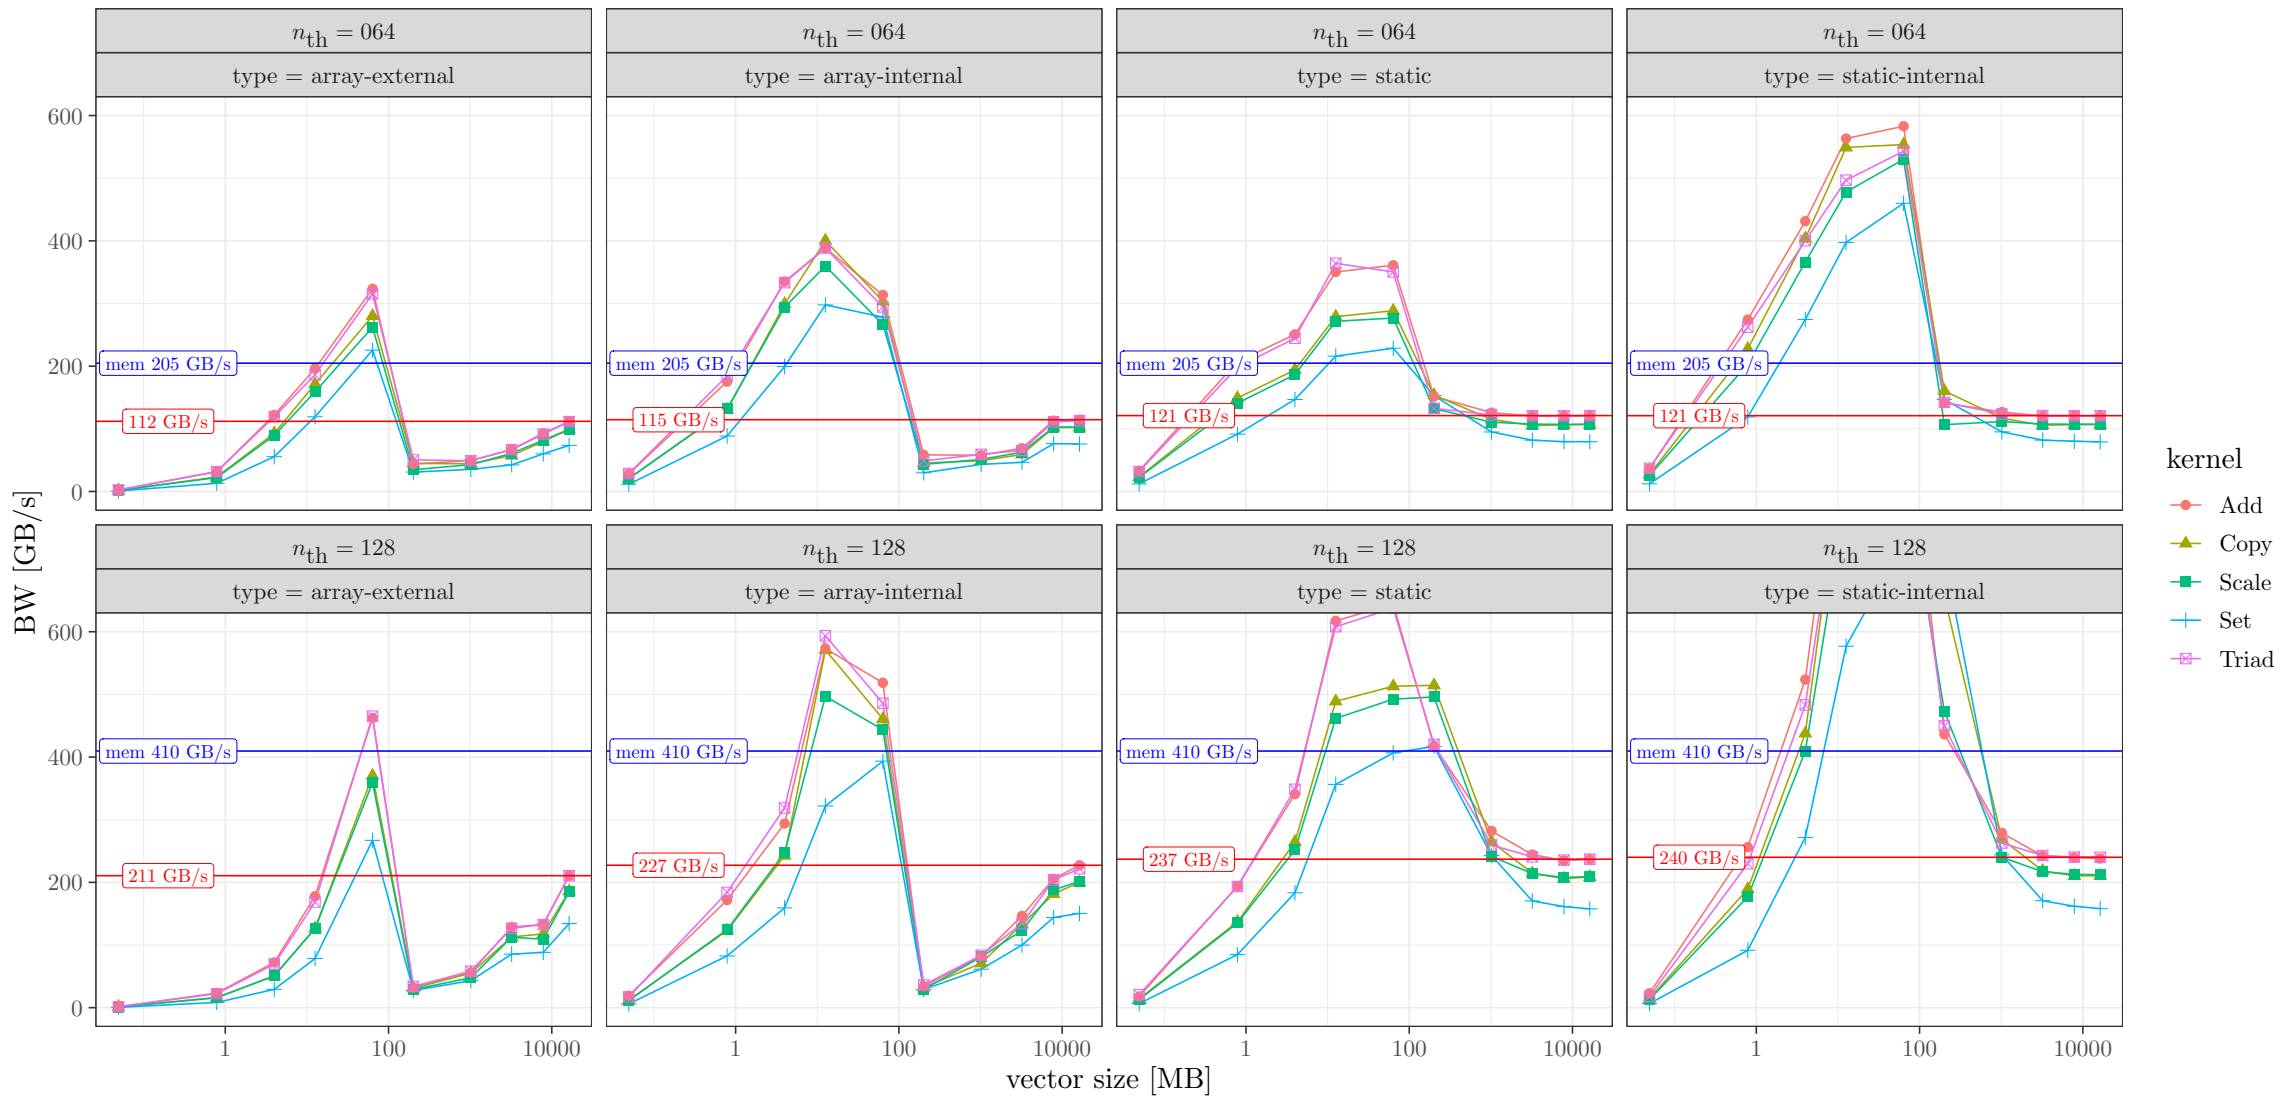 n_th = 064
type = array-external
n_th = 064
type = array-internal
n_th = 064
type = static
n_th = 064
type = static-internal
600
400
200
0
mem 205 GB/s
112 GB/s
mem 205 GB/s
115 GB/s
mem 205 GB/s
121 GB/s
mem 205 GB/s
121 GB/s
n_th = 128
type = array-external
n_th = 128
type = array-internal
n_th = 128
type = static
n_th = 128
type = static-internal
600
400
200
0
mem 410 GB/s
211 GB/s
mem 410 GB/s
227 GB/s
mem 410 GB/s
237 GB/s
mem 410 GB/s
240 GB/s
1 100 10000
1 100 10000
1 100 10000
1 100 10000
vector size [MB]
BW [GB/s]
kernel
Add
Copy
Scale
Set
Triad